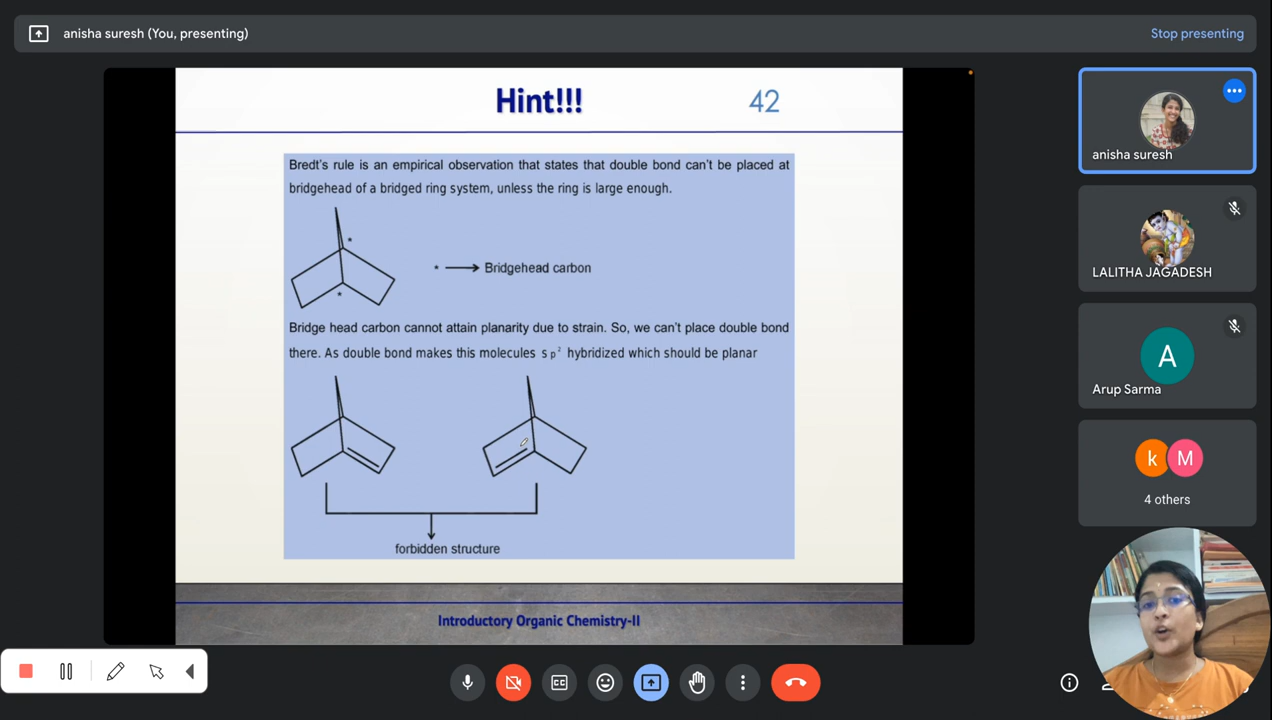 anisha suresh (You, presenting)
Stop presenting
Hint!!!
42
Bredt's rule is an empirical observation that states that double bond can't be placed at
bridgehead of a bridged ring system, unless the ring is large enough.
*
* → Bridgehead carbon
*
Bridge head carbon cannot attain planarity due to strain. So, we can't place double bond
there. As double bond makes this molecules sp² hybridized which should be planar
forbidden structure
Introductory Organic Chemistry-II
anisha suresh
LALITHA JAGADESH
A
Arup Sarma
k
M
4 others
CC